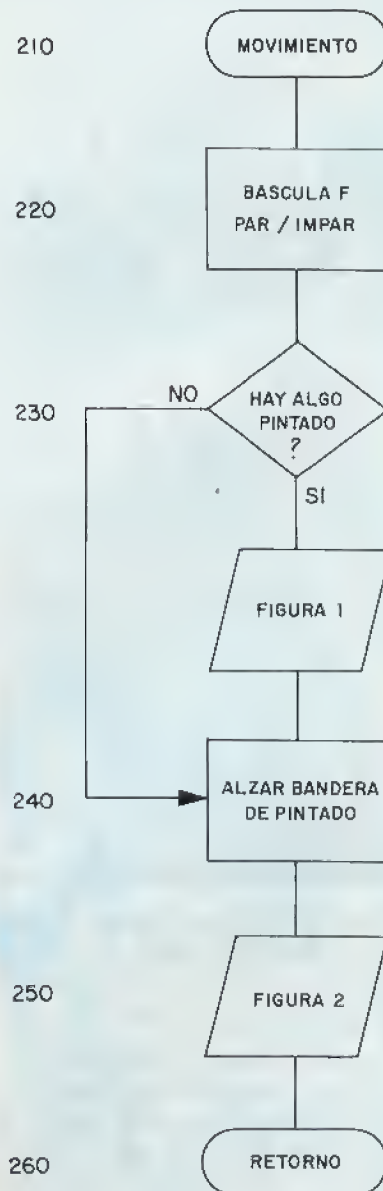 210
MOVIMIENTO
220
BASCULA F
PAR / IMPAR
230
NO
HAY ALGO
PINTADO
?
SI
FIGURA 1
240
ALZAR BANDERA
DE PINTADO
250
FIGURA 2
260
RETORNO